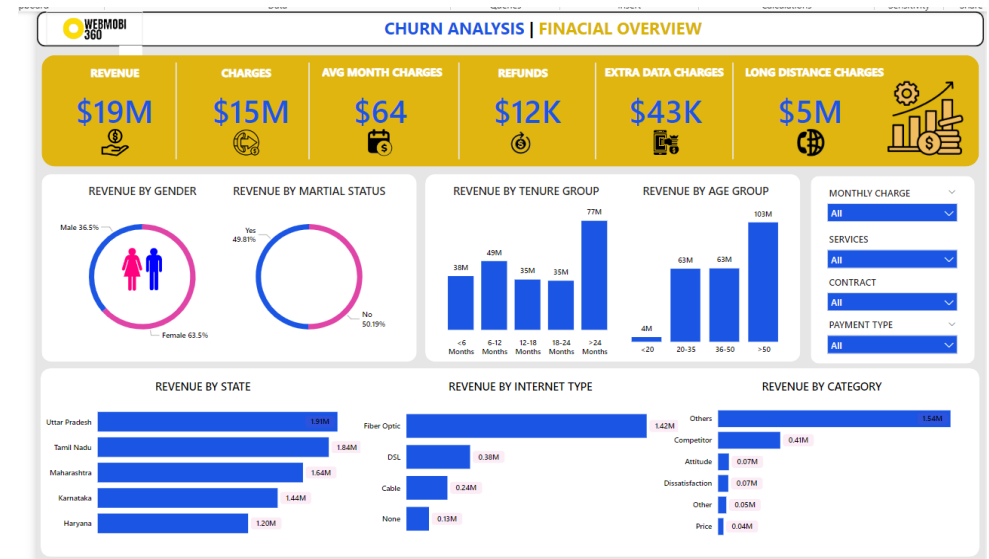 WEBMOBI
360
CHURN ANALYSIS | FINACIAL OVERVIEW
REVENUE
CHARGES
AVG MONTH CHARGES
REFUNDS
EXTRA DATA CHARGES
LONG DISTANCE CHARGES
$19M
$15M
$64
$12K
$43K
$5M
REVENUE BY GENDER
Male 36.5%
Female 63.5%
REVENUE BY MARTIAL STATUS
Yes
49.81%
No
50.19%
REVENUE BY TENURE GROUP
38M
49M
35M
35M
77M
<6
Months
6-12
Months
12-18
Months
18-24
Months
>24
Months
REVENUE BY AGE GROUP
4M
63M
63M
103M
<20
20-35
36-50
>50
MONTHLY CHARGE
All
SERVICES
All
CONTRACT
All
PAYMENT TYPE
All
REVENUE BY STATE
Uttar Pradesh 1.91M
Tamil Nadu 1.84M
Maharashtra 1.64M
Karnataka 1.44M
Haryana 1.20M
REVENUE BY INTERNET TYPE
Fiber Optic 1.42M
DSL 0.38M
Cable 0.24M
None 0.13M
REVENUE BY CATEGORY
Others 1.54M
Competitor 0.41M
Attitude 0.07M
Dissatisfaction 0.07M
Other 0.05M
Price 0.04M